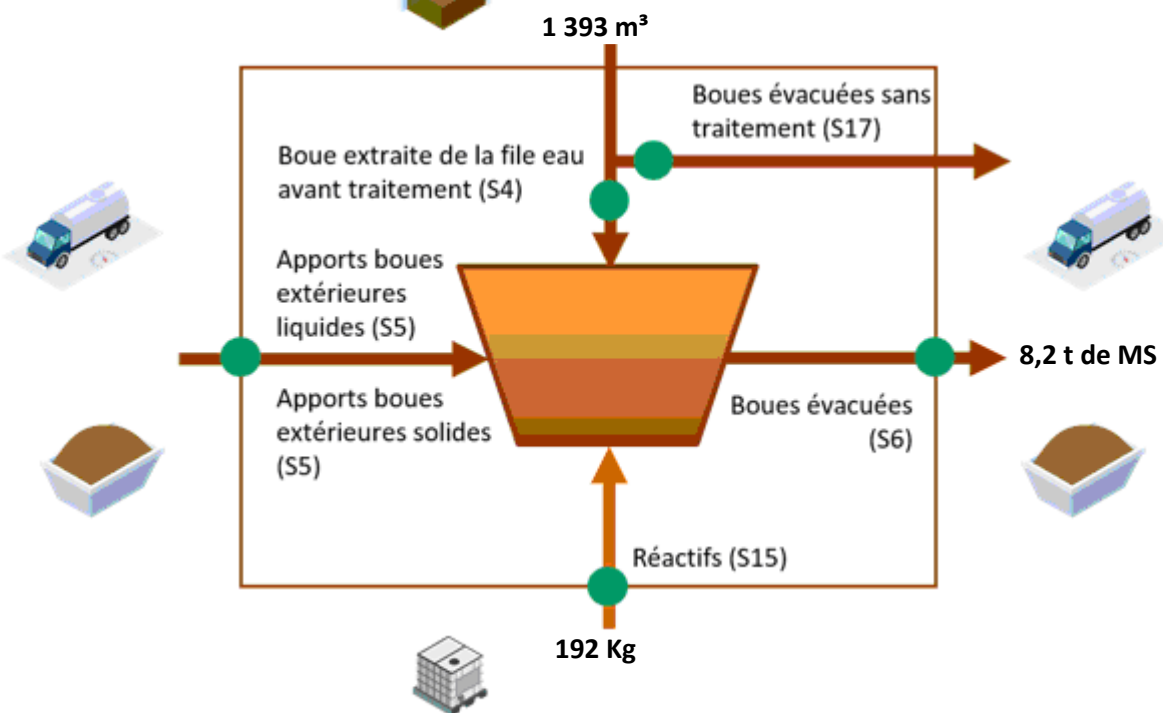 1 393 m³
Boues évacuées sans
traitement (S17)
Boue extraite de la file eau
avant traitement (S4)
Apports boues
extérieures
liquides (S5)
8,2 t de MS
Apports boues
extérieures solides
(S5)
Boues évacuées
(S6)
Réactifs (S15)
192 Kg